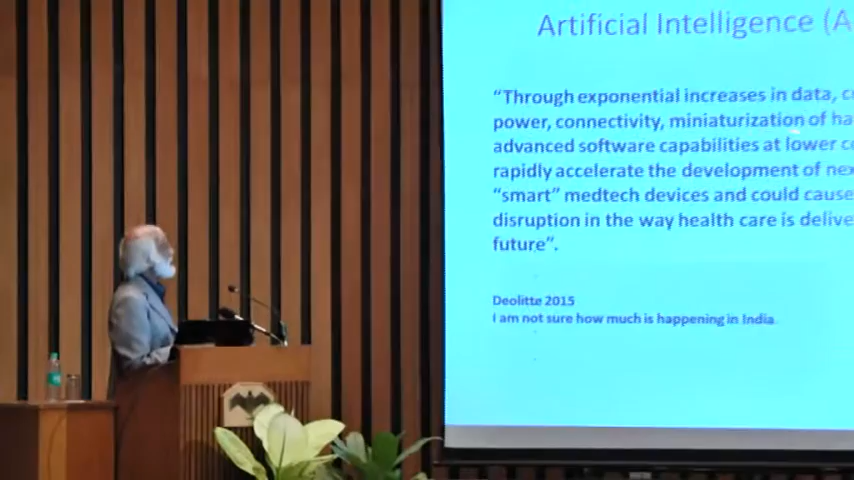 Artificial Intelligence (A
“Through exponential increases in data, c
power, connectivity, miniaturization of ha
advanced software capabilities at lower c
rapidly accelerate the development of nex
“smart” medtech devices and could cause
disruption in the way health care is delive
future”.
Deolitte 2015
I am not sure how much is happening in India.